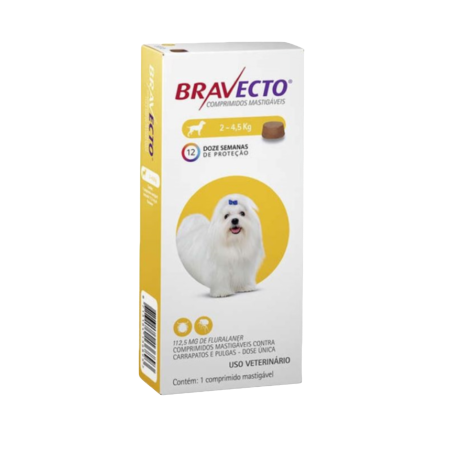 BRAVECTO®
COMPRIMIDOS MASTIGÁVEIS
2 - 4,5 Kg
12
DOZE SEMANAS
DE PROTEÇÃO
112,5 MG DE FLURALANER
COMPRIMIDOS MASTIGÁVEIS CONTRA
CARRAPATOS E PULGAS - DOSE ÚNICA
USO VETERINÁRIO
Contém: 1 comprimido mastigável
BRAVECTO